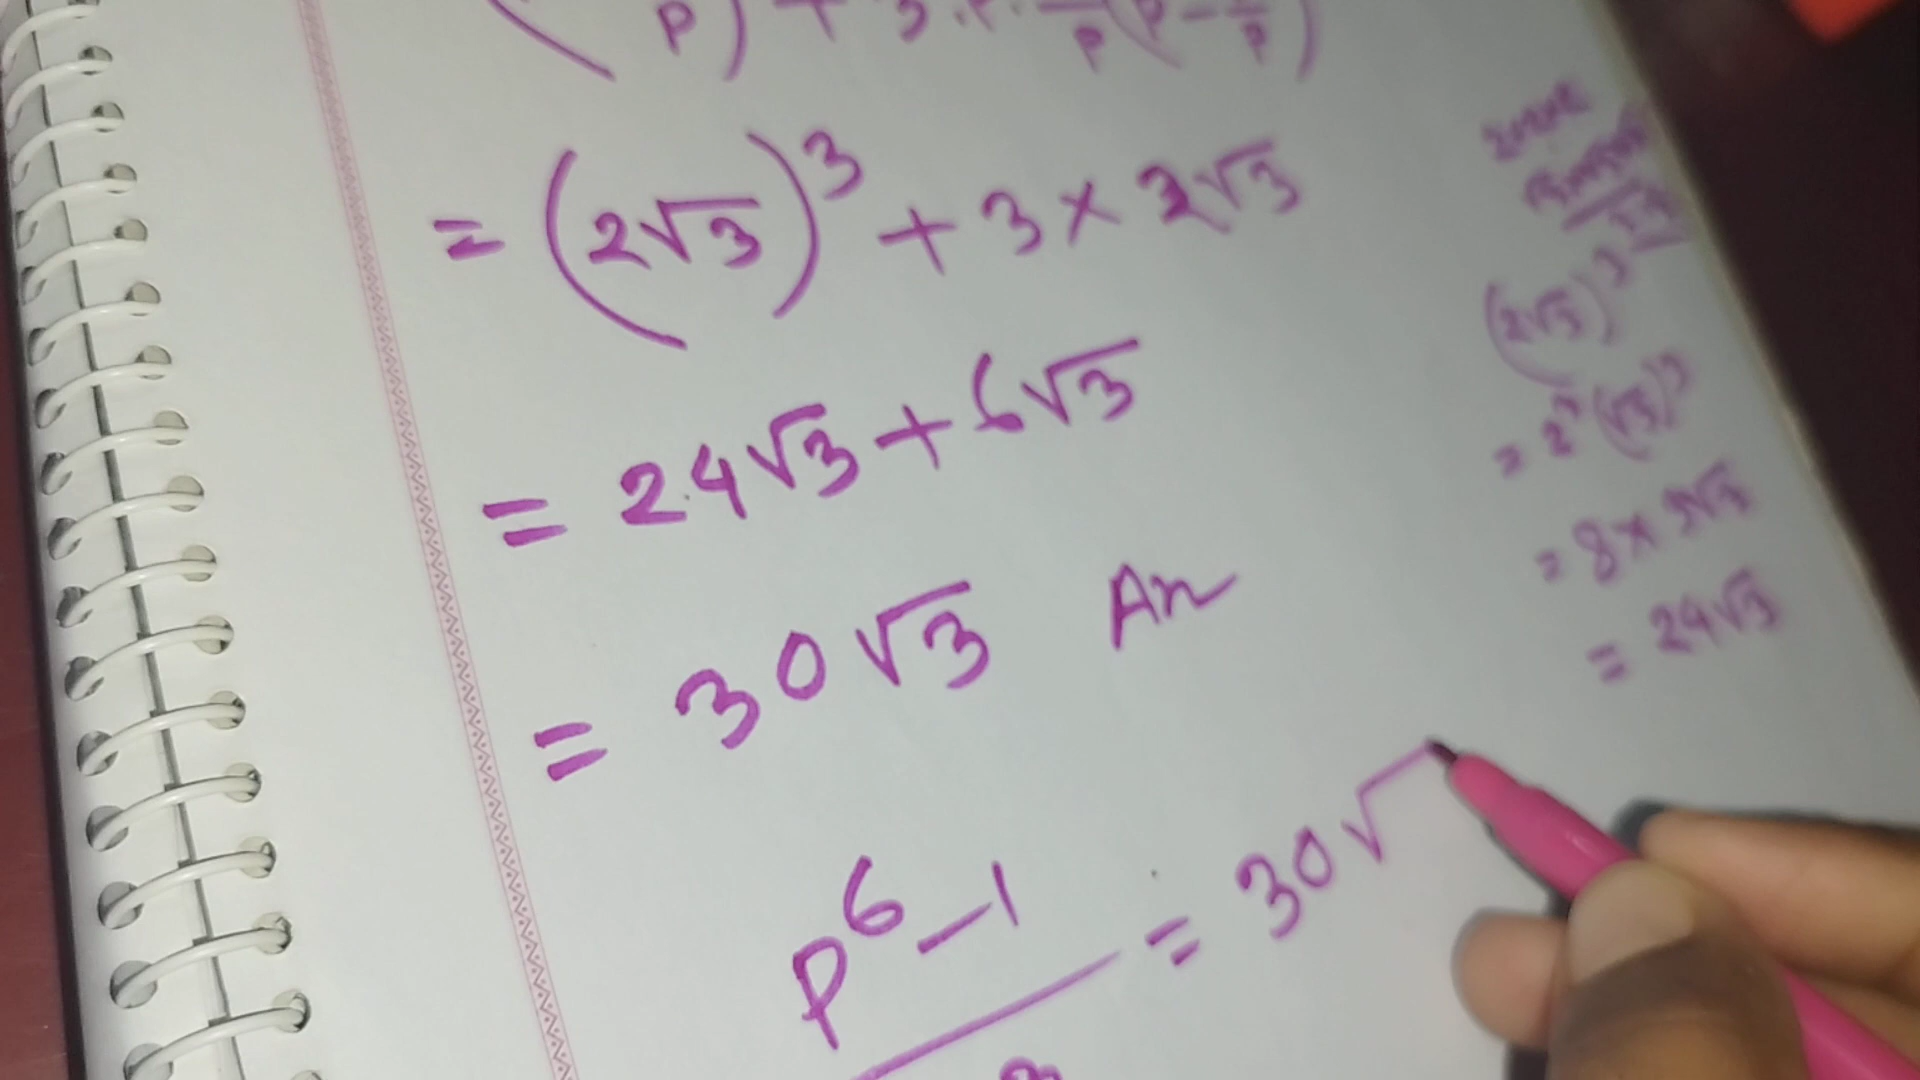 = (2√3)³ + 3 × 2√3
= 24√3 + 6√3
= 30√3 An
P⁶ - 1 = 30√
(2√3)³
= 2³(√3)³
= 8 × 3√3
= 24√3